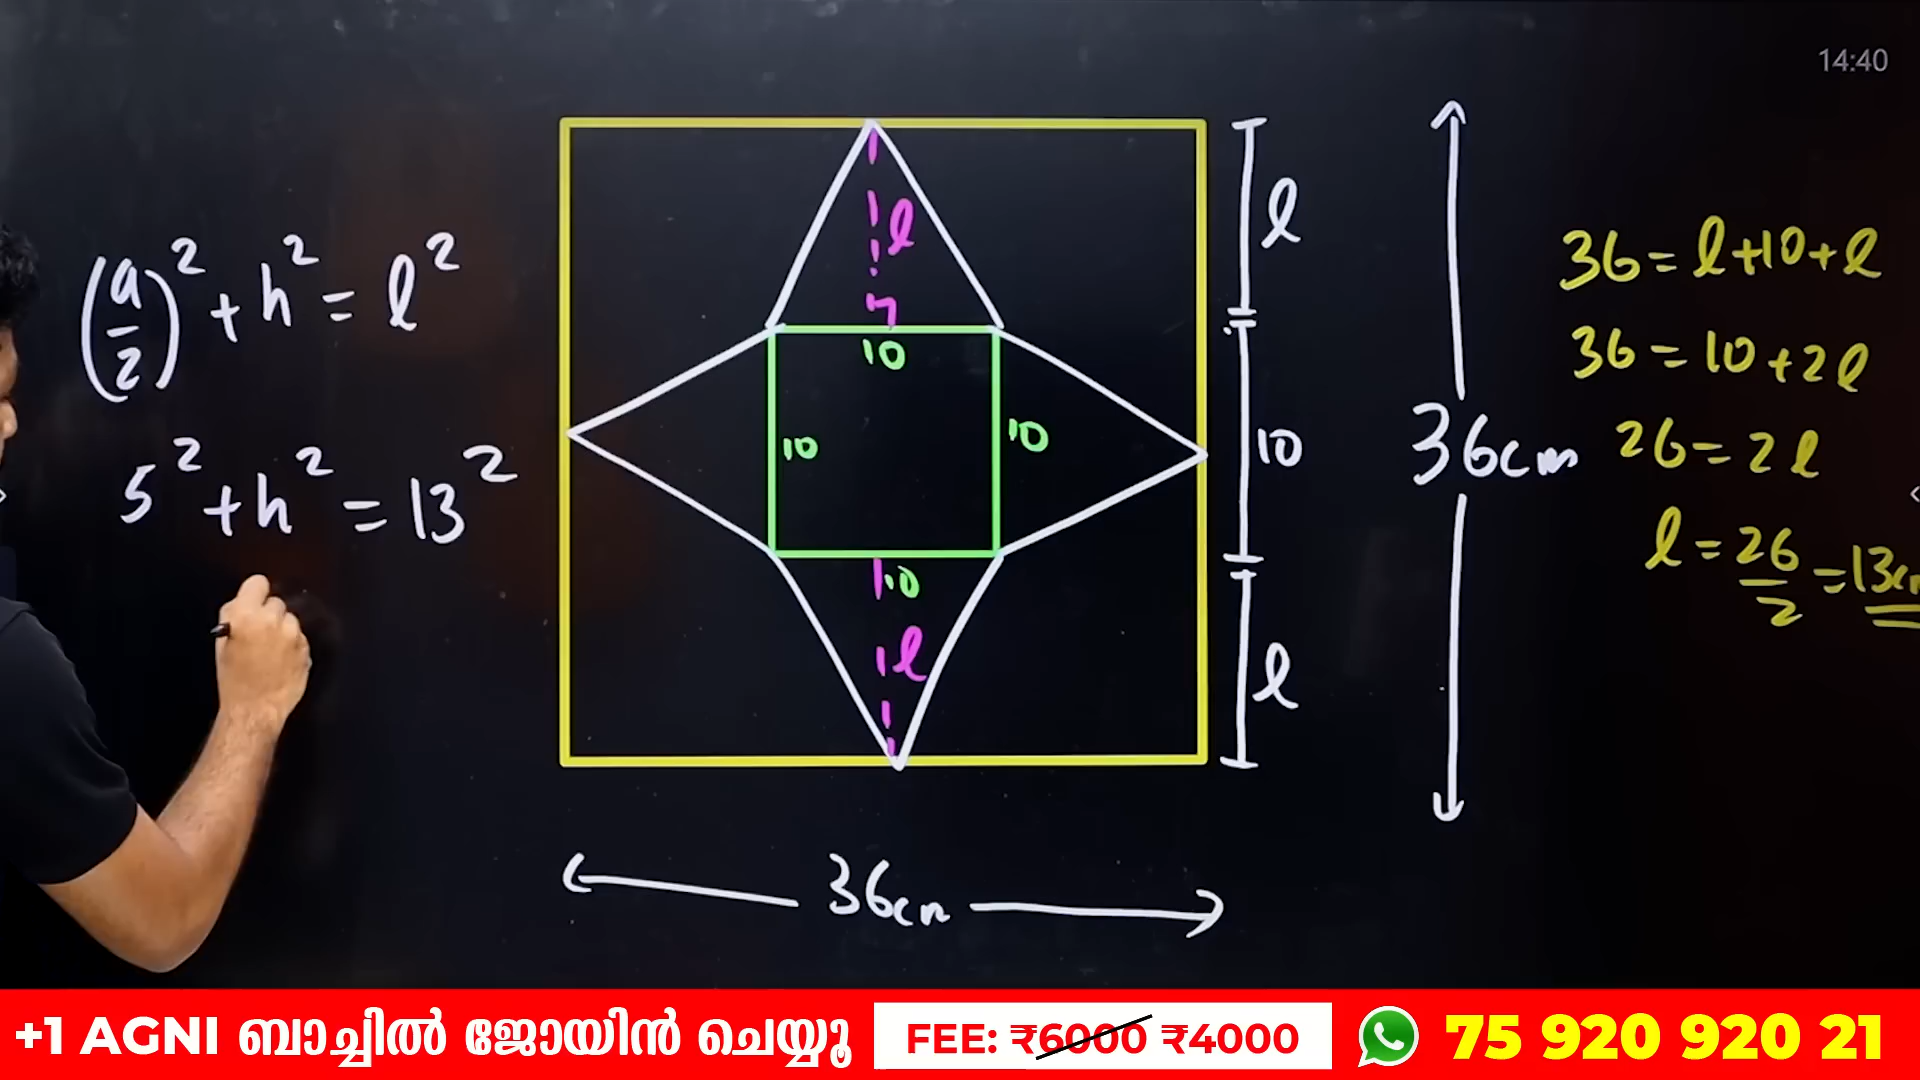 14:40
(a/2)² + h² = l²
5² + h² = 13²
l
10
10
10
10
l
l
10
l
36cm
36cm
36 = l+10+l
36 = 10+2l
26 = 2l
l = 26/2 = 13cm
+1 AGNI ബാച്ചിൽ ജോയിൻ ചെയ്യൂ
FEE: ₹6000 ₹4000
75 920 920 21